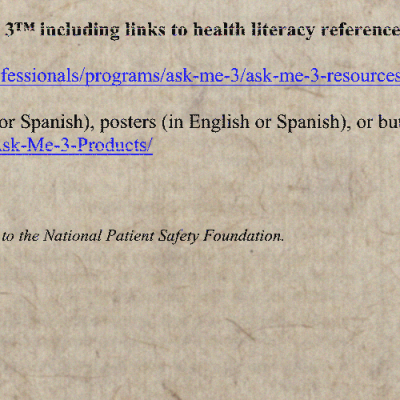 3™ including links to health literacy reference
fessionals/programs/ask-me-3/ask-me-3-resources
or Spanish), posters (in English or Spanish), or bu
sk-Me-3-Products/
to the National Patient Safety Foundation.